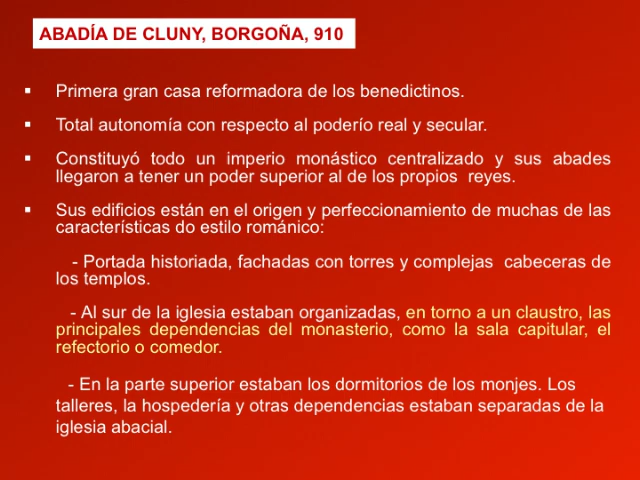 ABADÍA DE CLUNY, BORGOÑA, 910
▪ Primera gran casa reformadora de los benedictinos.
▪ Total autonomía con respecto al poderío real y secular.
▪ Constituyó todo un imperio monástico centralizado y sus abades
llegaron a tener un poder superior al de los propios reyes.
▪ Sus edificios están en el origen y perfeccionamiento de muchas de las
características do estilo románico:
- Portada historiada, fachadas con torres y complejas cabeceras de
los templos.
- Al sur de la iglesia estaban organizadas, en torno a un claustro, las
principales dependencias del monasterio, como la sala capitular, el
refectorio o comedor.
- En la parte superior estaban los dormitorios de los monjes. Los
talleres, la hospedería y otras dependencias estaban separadas de la
iglesia abacial.